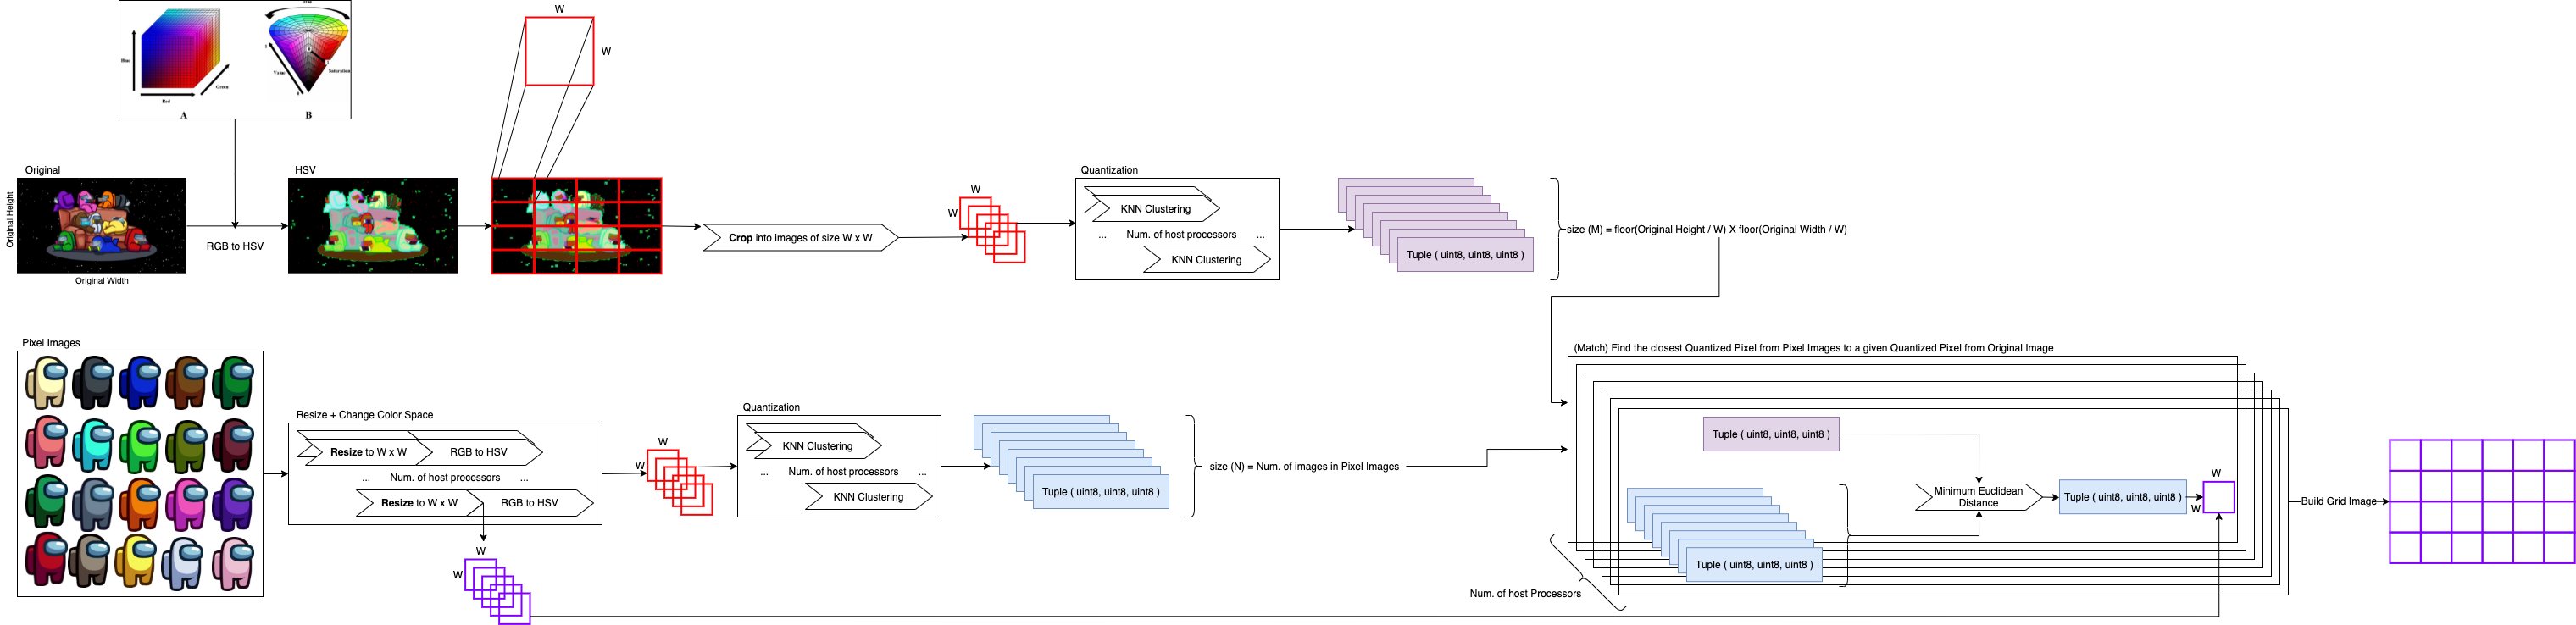 W
W
Blue
Red
Green
A
Hue
Value
Saturation
B
Original
Original Height
Original Width
RGB to HSV
HSV
Crop into images of size W x W
W
W
Quantization
KNN Clustering
... Num. of host processors ...
KNN Clustering
Tuple ( uint8, uint8, uint8 )
size (M) = floor(Original Height / W) X floor(Original Width / W)
Pixel Images
Resize + Change Color Space
Resize to W x W
RGB to HSV
... Num. of host processors ...
Resize to W x W
RGB to HSV
W
W
W
W
Quantization
KNN Clustering
... Num. of host processors ...
KNN Clustering
Tuple ( uint8, uint8, uint8 )
size (N) = Num. of images in Pixel Images
(Match) Find the closest Quantized Pixel from Pixel Images to a given Quantized Pixel from Original Image
Tuple ( uint8, uint8, uint8 )
Tuple ( uint8, uint8, uint8 )
Minimum Euclidean
Distance
Tuple ( uint8, uint8, uint8 )
W
W
Num. of host Processors
Build Grid Image